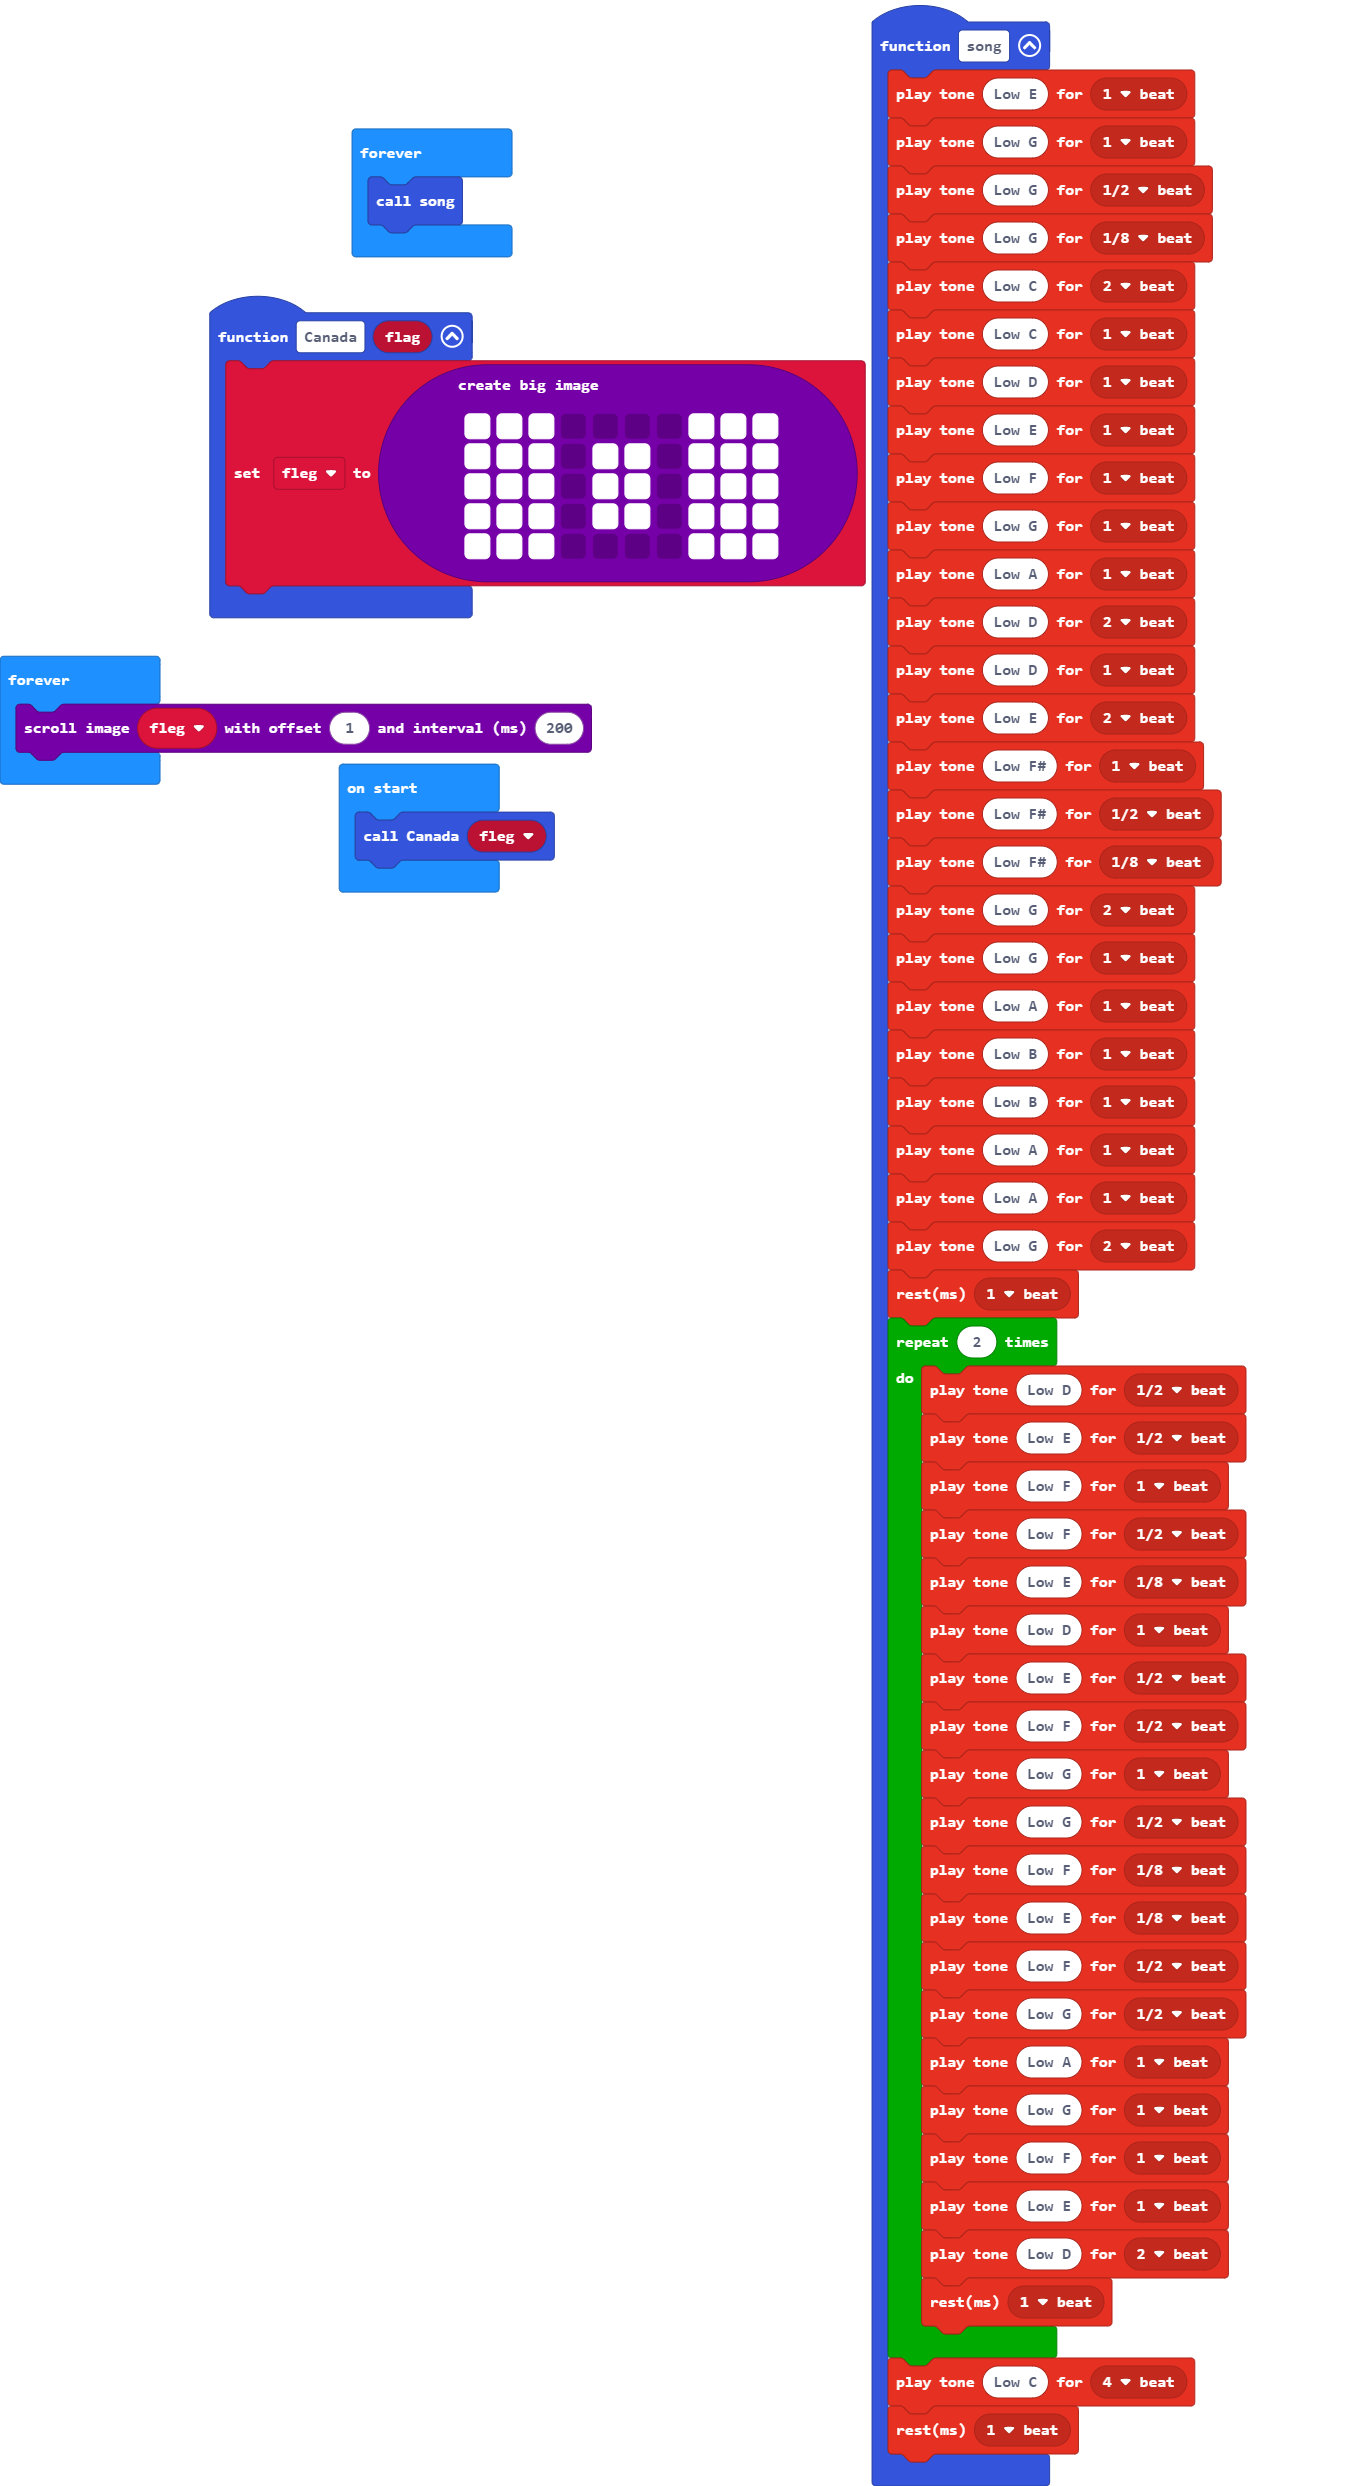 forever
call song
function Canada flag
create big image
set fleg to
forever
scroll image fleg with offset 1 and interval (ms) 200
on start
call Canada fleg
function song
play tone Low E for 1 beat
play tone Low G for 1 beat
play tone Low G for 1/2 beat
play tone Low G for 1/8 beat
play tone Low C for 2 beat
play tone Low C for 1 beat
play tone Low D for 1 beat
play tone Low E for 1 beat
play tone Low F for 1 beat
play tone Low G for 1 beat
play tone Low A for 1 beat
play tone Low D for 2 beat
play tone Low D for 1 beat
play tone Low E for 2 beat
play tone Low F# for 1 beat
play tone Low F# for 1/2 beat
play tone Low F# for 1/8 beat
play tone Low G for 2 beat
play tone Low G for 1 beat
play tone Low A for 1 beat
play tone Low B for 1 beat
play tone Low B for 1 beat
play tone Low A for 1 beat
play tone Low A for 1 beat
play tone Low G for 2 beat
rest(ms) 1 beat
repeat 2 times
do
play tone Low D for 1/2 beat
play tone Low E for 1/2 beat
play tone Low F for 1 beat
play tone Low F for 1/2 beat
play tone Low E for 1/8 beat
play tone Low D for 1 beat
play tone Low E for 1/2 beat
play tone Low F for 1/2 beat
play tone Low G for 1 beat
play tone Low G for 1/2 beat
play tone Low F for 1/8 beat
play tone Low E for 1/8 beat
play tone Low F for 1/2 beat
play tone Low G for 1/2 beat
play tone Low A for 1 beat
play tone Low G for 1 beat
play tone Low F for 1 beat
play tone Low E for 1 beat
play tone Low D for 2 beat
rest(ms) 1 beat
play tone Low C for 4 beat
rest(ms) 1 beat